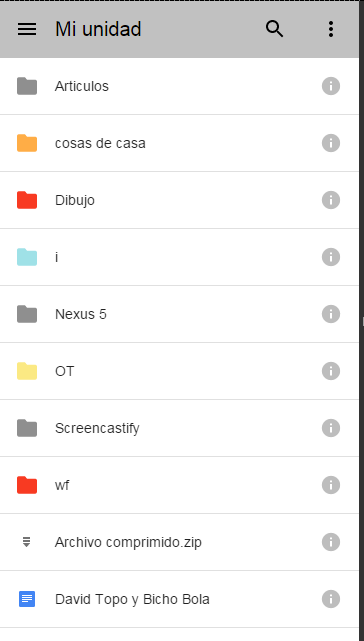 Mi unidad
Articulos
cosas de casa
Dibujo
i
Nexus 5
OT
Screencastify
wf
Archivo comprimido.zip
David Topo y Bicho Bola